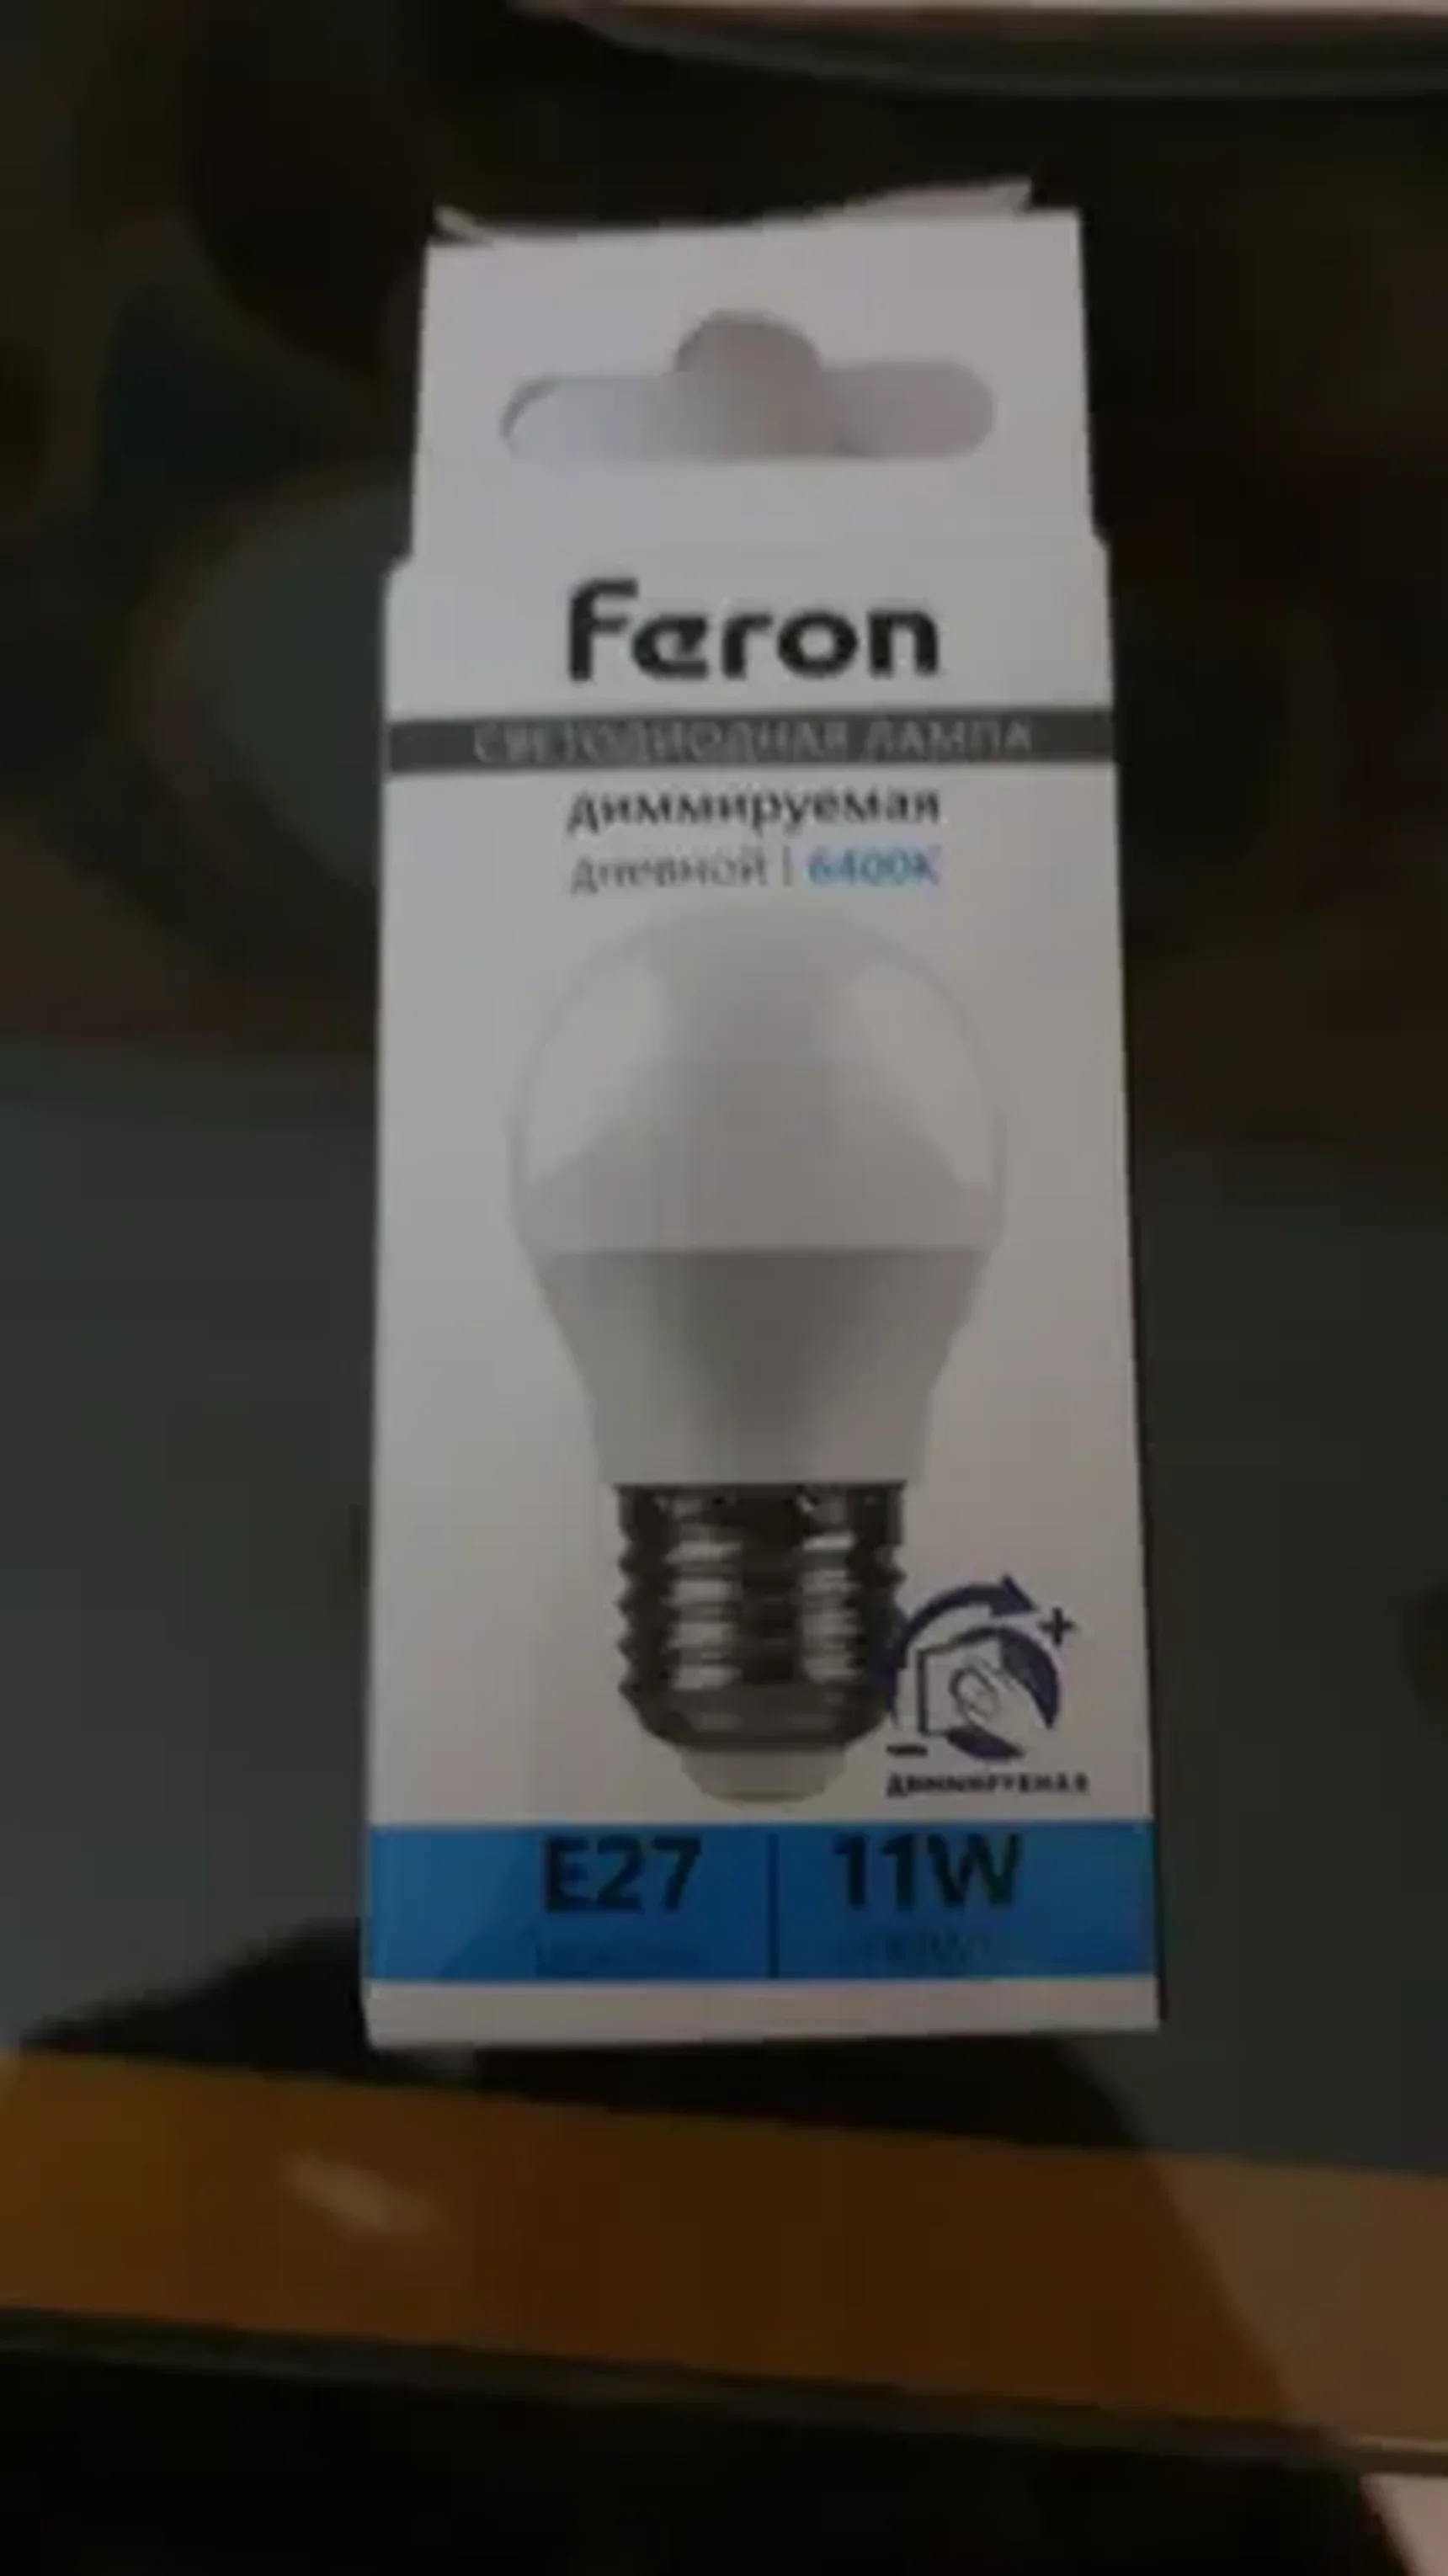 feron
СВЕТОДИОДНАЯ ЛАМПА
диммируемая
дневной | 6400K
+
-
ДИММИРУЕМАЯ
E27 | 11W